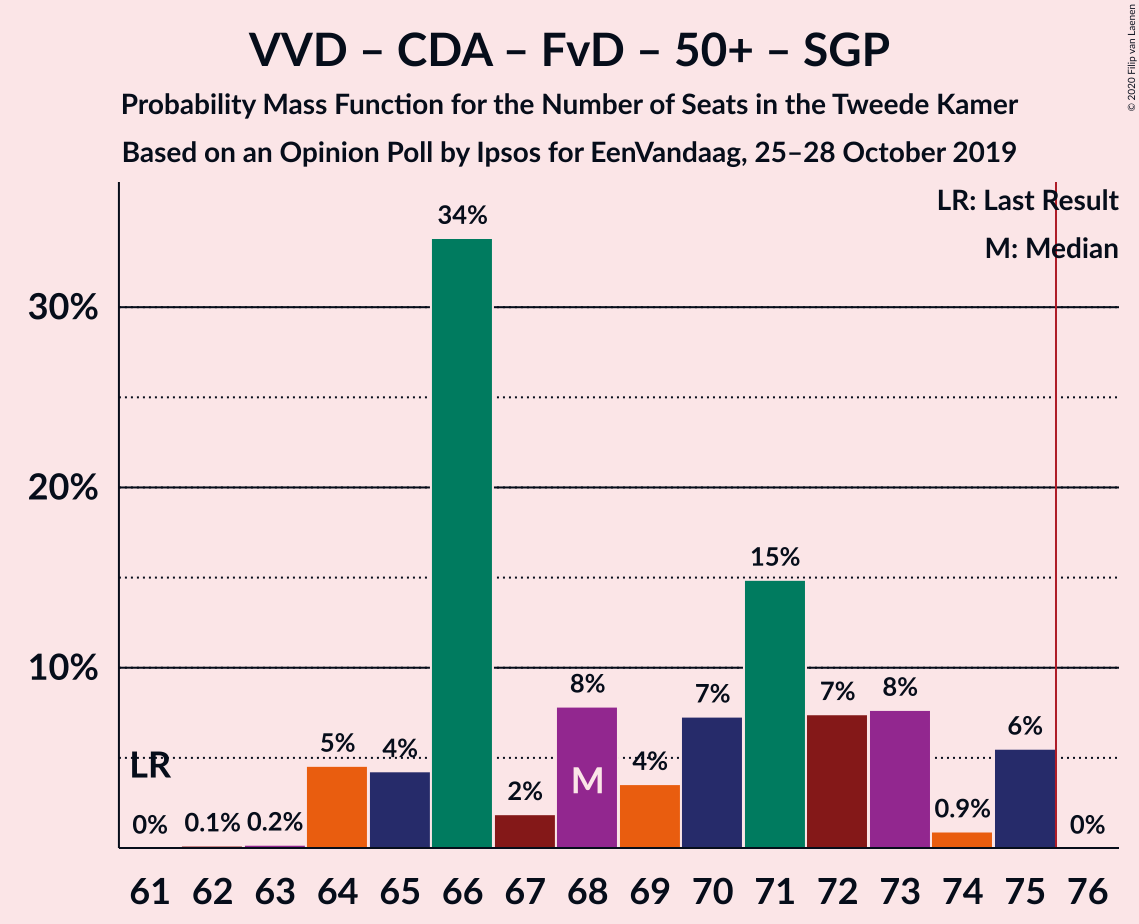 VVD – CDA – FvD – 50+ – SGP
Probability Mass Function for the Number of Seats in the Tweede Kamer
Based on an Opinion Poll by Ipsos for EenVandaag, 25–28 October 2019
© 2020 Filip van Laenen
LR: Last Result
M: Median
30%
20%
10%
LR
M
0%
0.1%
0.2%
5%
4%
34%
2%
8%
4%
7%
15%
7%
8%
0.9%
6%
0%
61 62 63 64 65 66 67 68 69 70 71 72 73 74 75 76